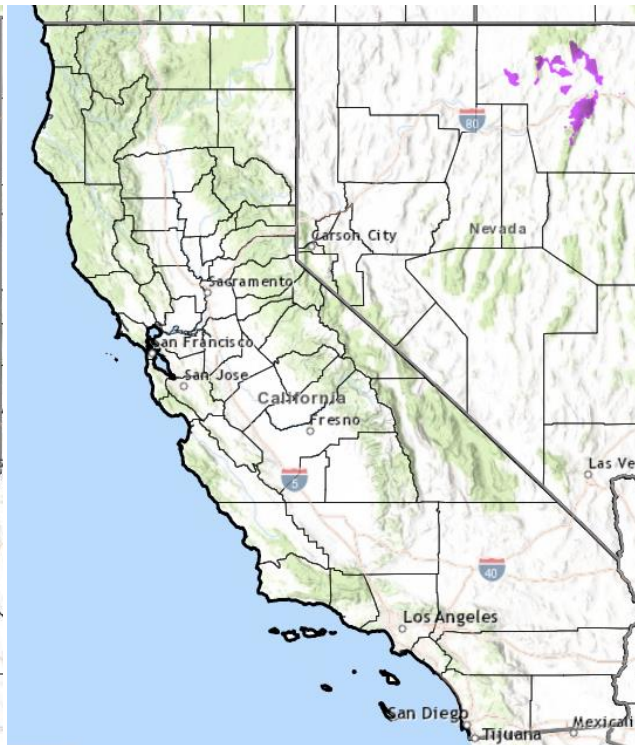 80
Nevada
Carson City
Sacramento
San Francisco
San Jose
California
Fresno
5
Las Ve
40
Los Angeles
San Diego
Tijuana
Mexicali